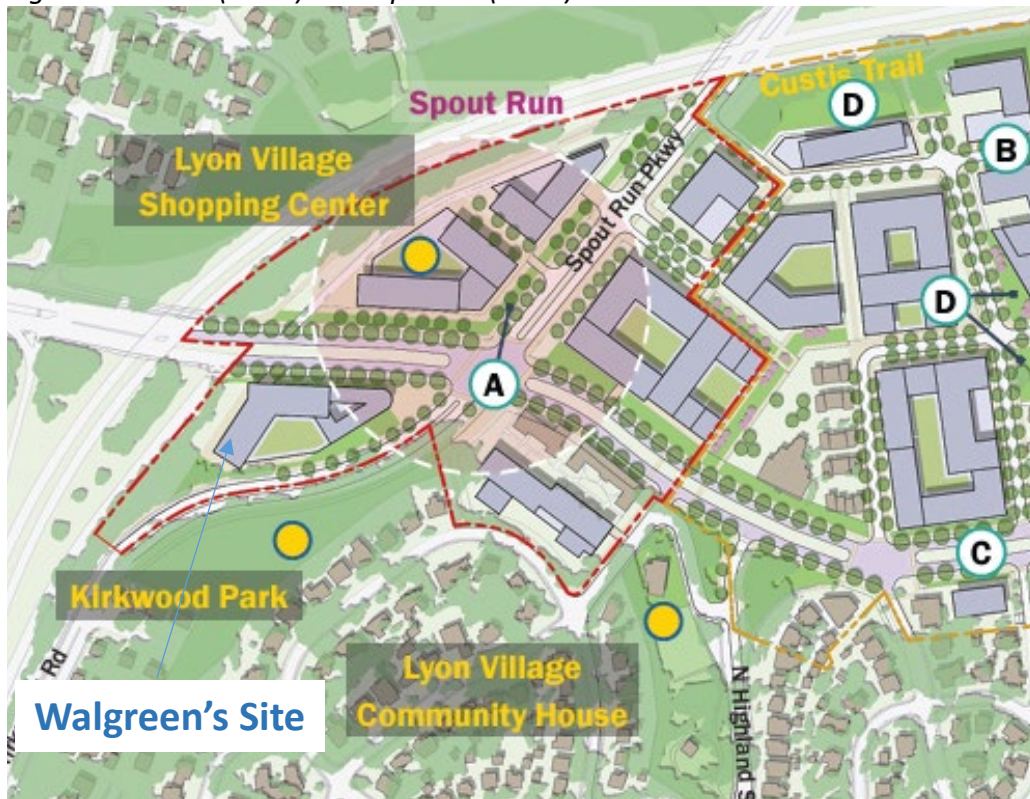 Custis Trail
Spout Run
D
B
Lyon Village
Shopping Center
Spout Run Pkwy
D
A
C
Kirkwood Park
Rd
Walgreen's Site
Lyon Village
Community House
N Highland S